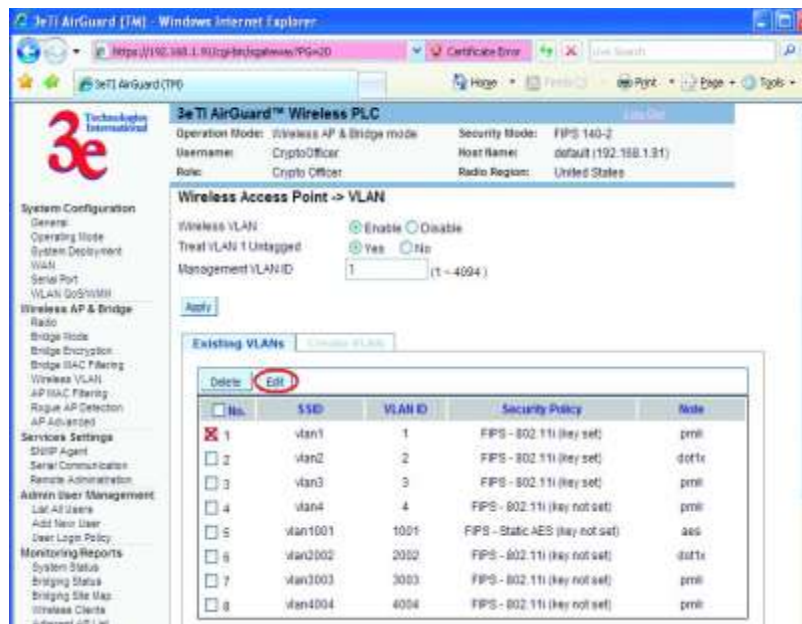 3eTI AirGuard (TM) - Windows Internet Explorer
Certificate Error
3eTI AirGuard (TM)
Home
Print
Page
Tools
3e Technologies International
3e TI AirGuard™ Wireless PLC
Operation Mode: Wireless AP & Bridge mode Security Mode: FIPS 140-2
Username: CryptoOfficer Host Name: default (192.168.1.91)
Role: Crypto Officer Radio Region: United States
System Configuration
General
Operating Mode
System Deployment
WAN
Serial Port
WLAN QoS/WMM
Wireless AP & Bridge
Radio
Bridge Mode
Bridge Encryption
Bridge MAC Filtering
Wireless VLAN
AP MAC Filtering
Rogue AP Detection
AP Advanced
Services Settings
SNMP Agent
Serial Communication
Remote Administration
Admin User Management
List All Users
Add New User
User Login Policy
Monitoring/Reports
System Status
Bridging Status
Bridging Site Map
Wireless Clients
Adjacent AP List
Wireless Access Point -> VLAN
Wireless VLAN Enable Disable
Treat VLAN 1 Untagged Yes No
Management VLAN ID 1 (1 ~ 4094)
Apply
Existing VLANs
Delete Edit
No. SSID VLAN ID Security Policy Note
1 vlan1 1 FIPS - 802.11i (key set)
2 vlan2 2 FIPS - 802.11i (key set) dot1x
3 vlan3 3 FIPS - 802.11i (key set)
4 vlan4 4 FIPS - 802.11i (key not set)
5 vlan1001 1001 FIPS - Static AES (key not set) aes
6 vlan2002 2002 FIPS - 802.11i (key not set) dot1x
7 vlan3003 3003 FIPS - 802.11i (key not set)
8 vlan4004 4004 FIPS - 802.11i (key not set)